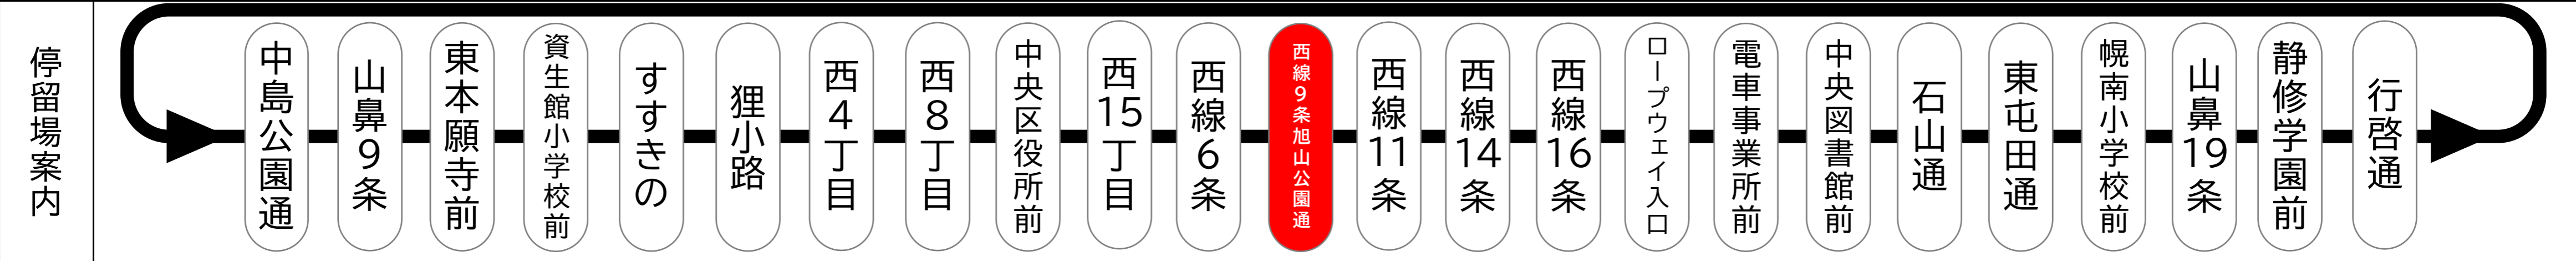 停留場案内
中島公園通
山鼻9条
東本願寺前
資生館小学校前
すすきの
狸小路
西4丁目
西8丁目
中央区役所前
西15丁目
西線6条
西線9条旭山公園通
西線11条
西線14条
西線16条
ロープウェイ入口
電車事業所前
中央図書館前
石山通
東屯田通
幌南小学校前
山鼻19条
静修学園前
行啓通